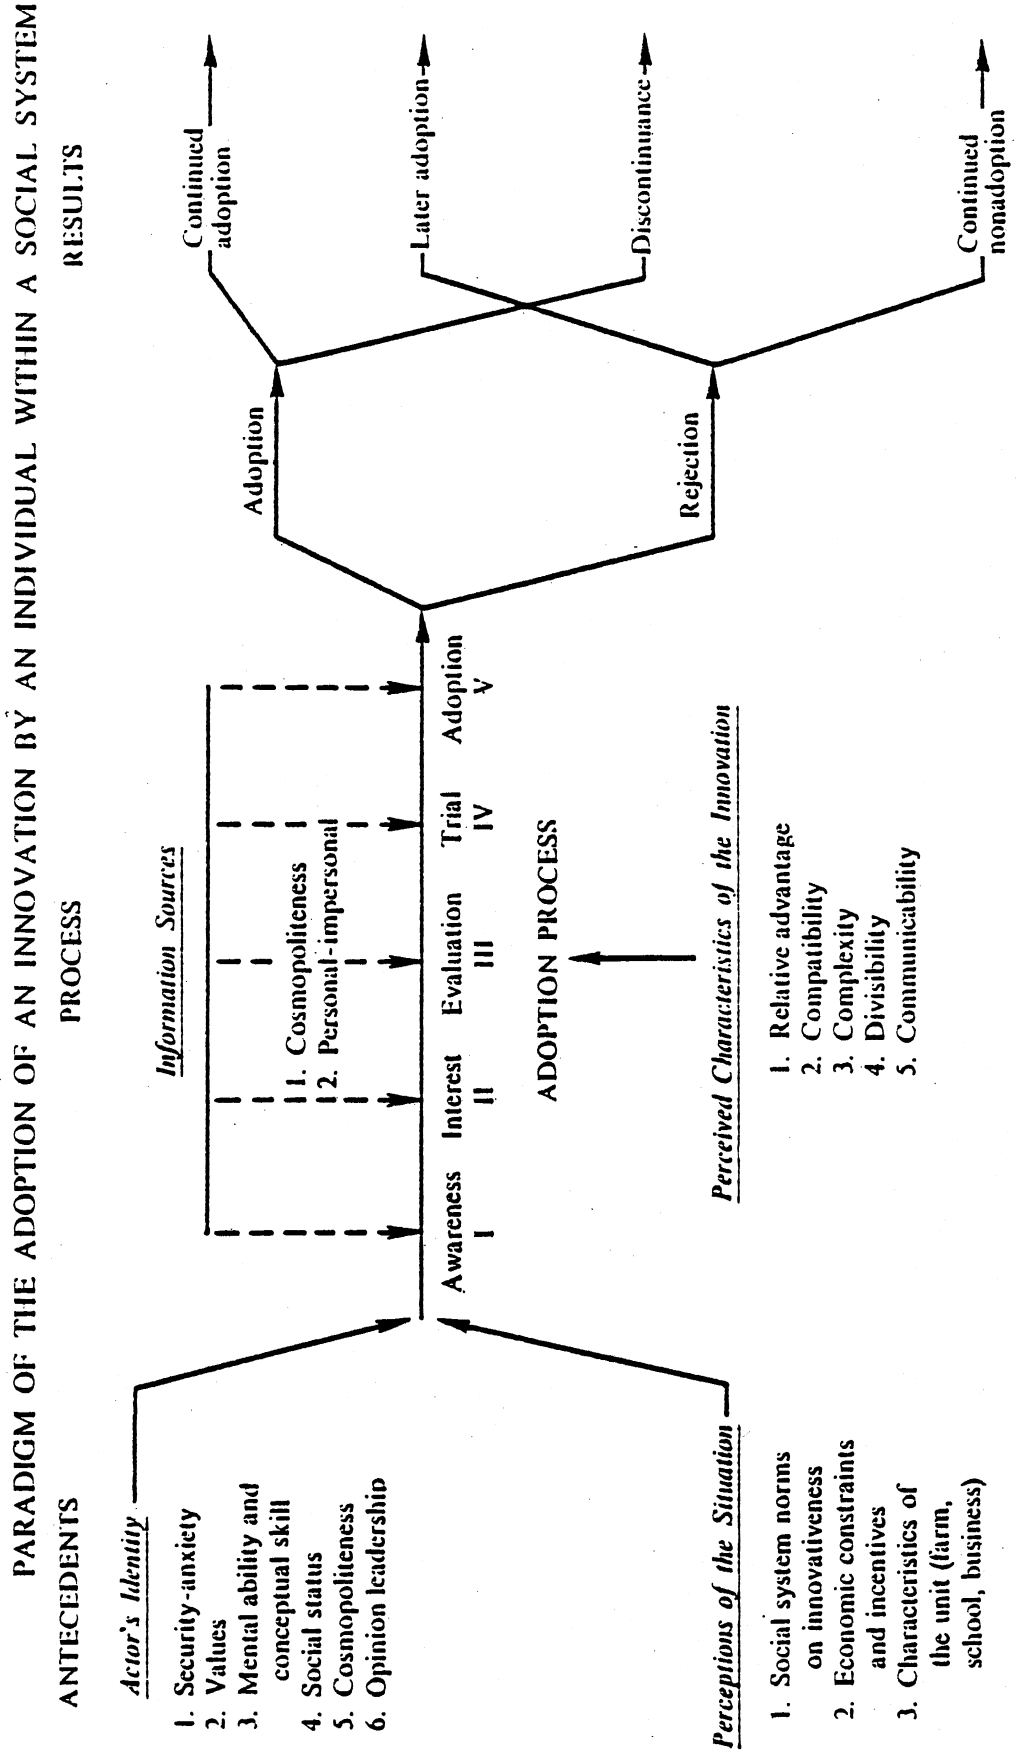 PARADIGM OF THE ADOPTION OF AN INNOVATION BY AN INDIVIDUAL WITHIN A SOCIAL SYSTEM
ANTECEDENTS
PROCESS
RESULTS
Actor's Identity
1. Security-anxiety
2. Values
3. Mental ability and
conceptual skill
4. Social status
5. Cosmopoliteness
6. Opinion leadership
Perceptions of the Situation
1. Social system norms
on innovativeness
2. Economic constraints
and incentives
3. Characteristics of
the unit (farm,
school, business)
Information Sources
1. Cosmopoliteness
2. Personal-impersonal
Awareness Interest Evaluation Trial Adoption
I II III IV V
ADOPTION PROCESS
Perceived Characteristics of the Innovation
1. Relative advantage
2. Compatibility
3. Complexity
4. Divisibility
5. Communicability
Adoption
Rejection
Continued
adoption
Later adoption
Discontinuance
Continued
nonadoption